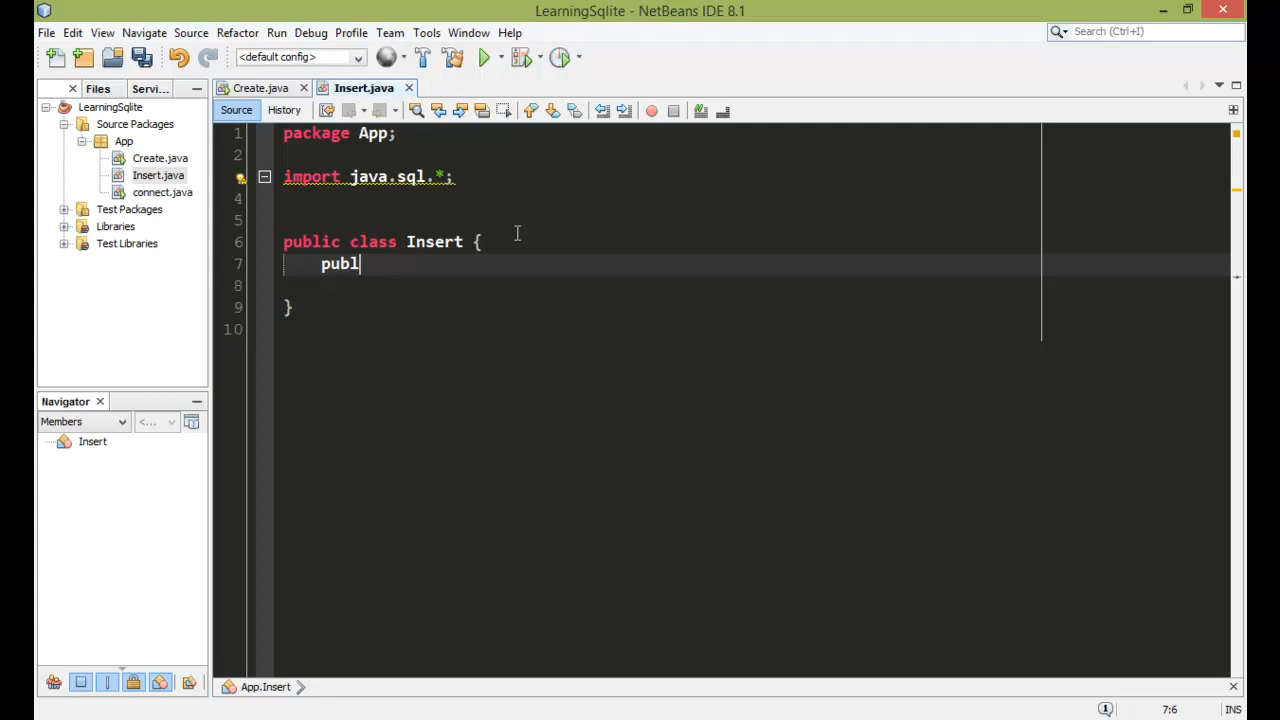 LearningSqlite - NetBeans IDE 8.1
File Edit View Navigate Source Refactor Run Debug Profile Team Tools Window Help
Search (Ctrl+I)
<default config>
Files Servi...
Create.java Insert.java
LearningSqlite
Source History
Source Packages
App
Create.java
Insert.java
connect.java
Test Packages
Libraries
Test Libraries
1 package App;
2
3 import java.sql.*;
4
5
6 public class Insert {
7 publ
8
9 }
10
Navigator
Members <...
Insert
App.Insert
7:6 INS